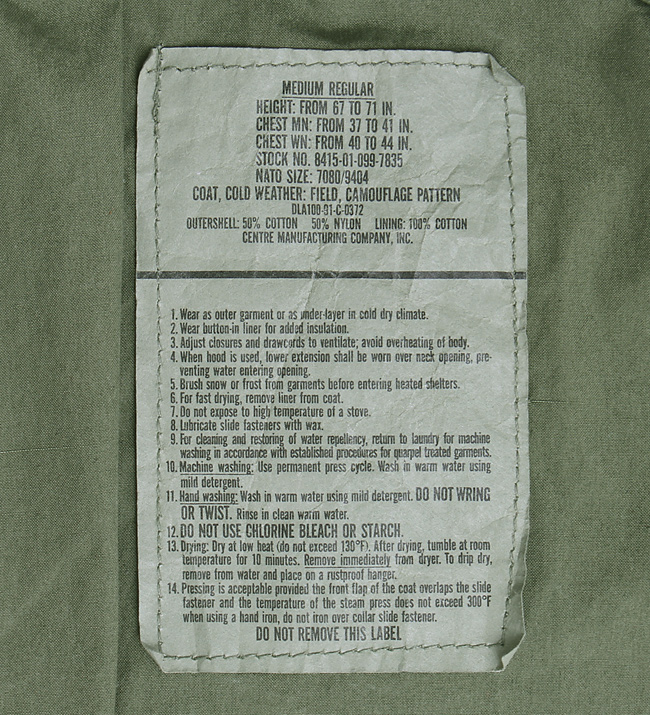 MEDIUM REGULAR
HEIGHT: FROM 67 TO 71 IN.
CHEST MN: FROM 37 TO 41 IN.
CHEST WN: FROM 40 TO 44 IN.
STOCK NO. 8415-01-099-7835
NATO SIZE: 7080/9404
COAT, COLD WEATHER: FIELD, CAMOUFLAGE PATTERN
DLA100-91-C-0372
OUTERSHELL: 50% COTTON 50% NYLON LINING: 100% COTTON
CENTRE MANUFACTURING COMPANY, INC.
1. Wear as outer garment or as under-layer in cold dry climate.
2. Wear button-in liner for added insulation.
3. Adjust closures and drawcords to ventilate; avoid overheating of body.
4. When hood is used, lower extension shall be worn over neck opening, pre-
venting water entering opening.
5. Brush snow or frost from garments before entering heated shelters.
6. For fast drying, remove liner from coat.
7. Do not expose to high temperature of a stove.
8. Lubricate slide fasteners with wax.
9. For cleaning and restoring of water repellency, return to laundry for machine
washing in accordance with established procedures for quarpel treated garments.
10. Machine washing: Use permanent press cycle. Wash in warm water using
mild detergent.
11. Hand washing: Wash in warm water using mild detergent. DO NOT WRING
OR TWIST. Rinse in clean warm water.
12. DO NOT USE CHLORINE BLEACH OR STARCH.
13. Drying: Dry at low heat (do not exceed 130°F). After drying, tumble at room
temperature for 10 minutes. Remove immediately from dryer. To drip dry,
remove from water and place on a rustproof hanger.
14. Pressing is acceptable provided the front flap of the coat overlaps the slide
fastener and the temperature of the steam press does not exceed 300°F
when using a hand iron, do not iron over collar slide fastener.
DO NOT REMOVE THIS LABEL